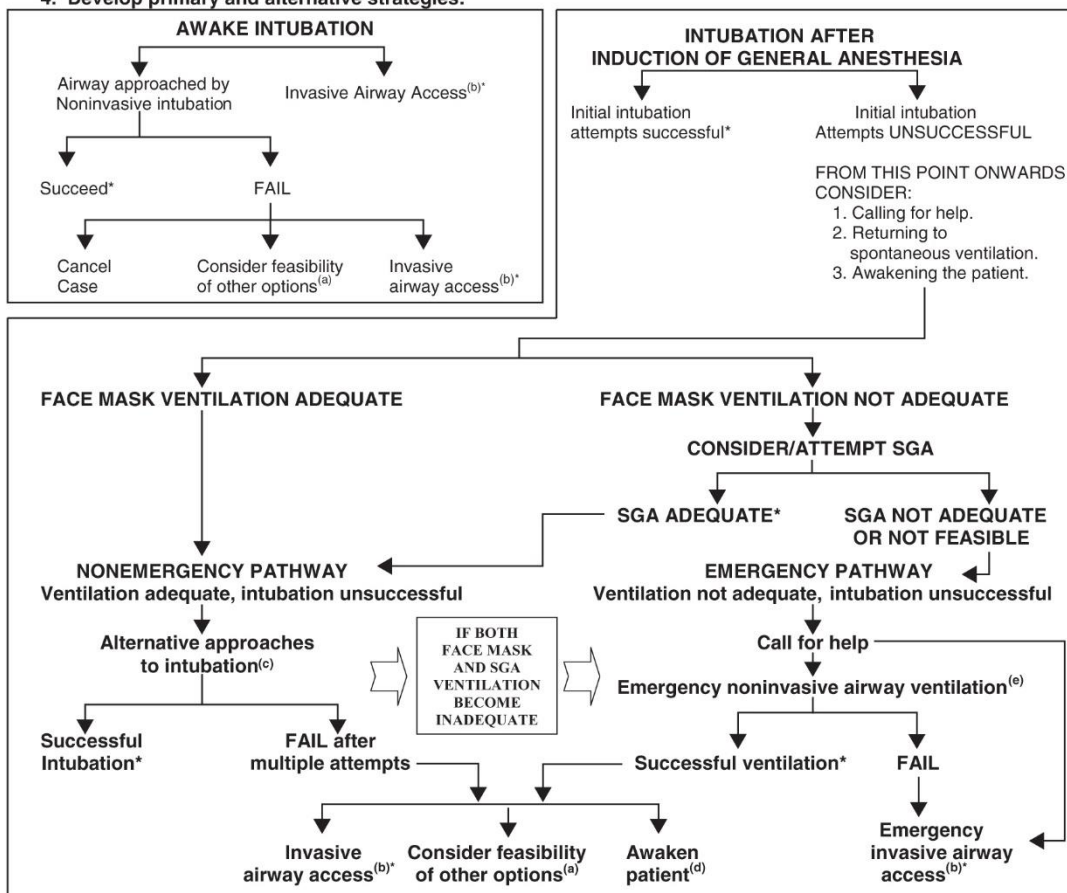 4. Develop primary and alternative strategies:
AWAKE INTUBATION
Airway approached by
Noninvasive intubation
Invasive Airway Access(b)*
Succeed*
FAIL
Cancel
Case
Consider feasibility
of other options(a)
Invasive
airway access(b)*
INTUBATION AFTER
INDUCTION OF GENERAL ANESTHESIA
Initial intubation
attempts successful*
Initial intubation
Attempts UNSUCCESSFUL
FROM THIS POINT ONWARDS
CONSIDER:
1. Calling for help.
2. Returning to
spontaneous ventilation.
3. Awakening the patient.
FACE MASK VENTILATION ADEQUATE
FACE MASK VENTILATION NOT ADEQUATE
CONSIDER/ATTEMPT SGA
SGA ADEQUATE*
SGA NOT ADEQUATE
OR NOT FEASIBLE
NONEMERGENCY PATHWAY
Ventilation adequate, intubation unsuccessful
EMERGENCY PATHWAY
Ventilation not adequate, intubation unsuccessful
Alternative approaches
to intubation(c)
IF BOTH
FACE MASK
AND SGA
VENTILATION
BECOME
INADEQUATE
Call for help
Emergency noninvasive airway ventilation(e)
Successful
Intubation*
FAIL after
multiple attempts
Successful ventilation*
FAIL
Invasive
airway access(b)*
Consider feasibility
of other options(a)
Awaken
patient(d)
Emergency
invasive airway
access(b)*